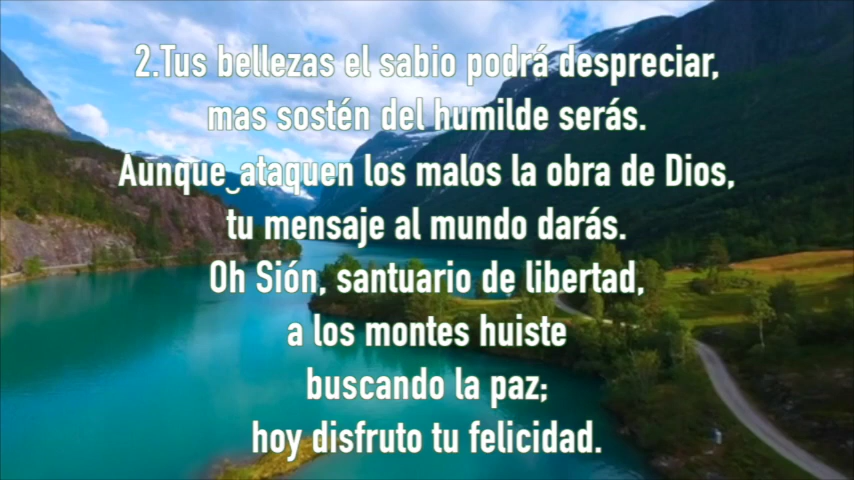 2.Tus bellezas el sabio podrá despreciar,
mas sostén del humilde serás.
Aunque‿ataquen los malos la obra de Dios,
tu mensaje al mundo darás.
Oh Sión, santuario de libertad,
a los montes huiste
buscando la paz;
hoy disfruto tu felicidad.